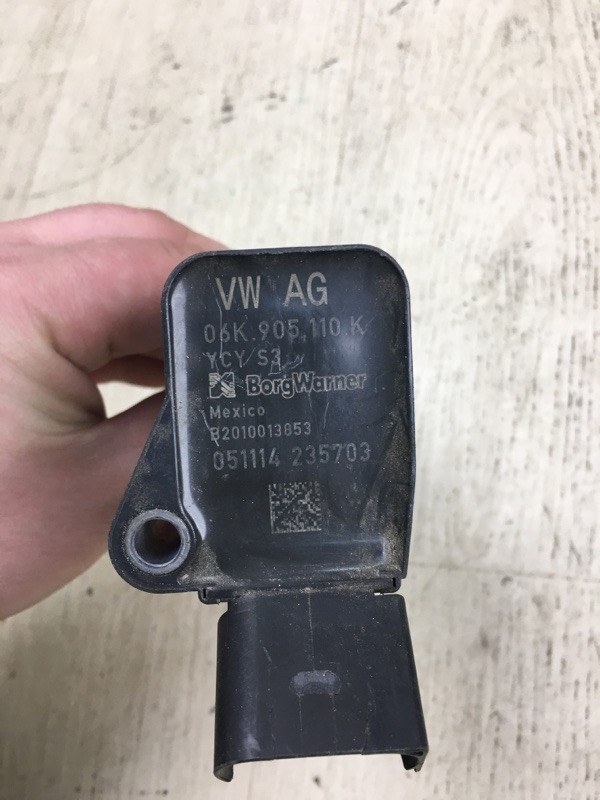 VW AG
06K.905.110 K
YCY S3
BorgWarner
Mexico
B2010013853
051114 235703